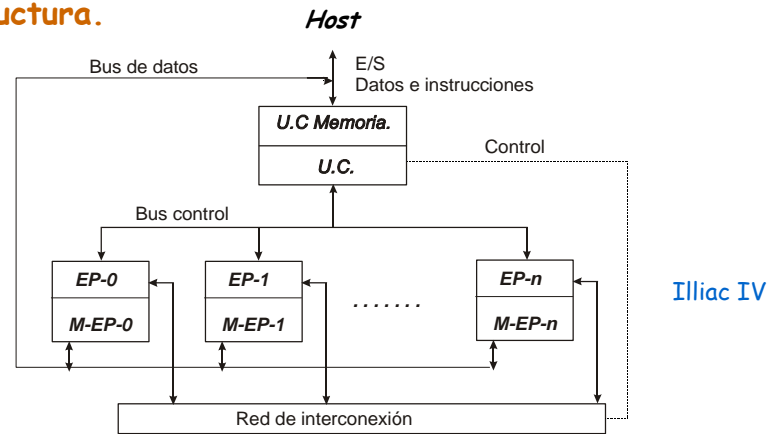 uctura.
Host
Bus de datos
E/S
Datos e instrucciones
U.C Memoria.
U.C.
Control
Bus control
EP-0
EP-1
EP-n
M-EP-0
M-EP-1
.......
M-EP-n
Illiac IV
Red de interconexión